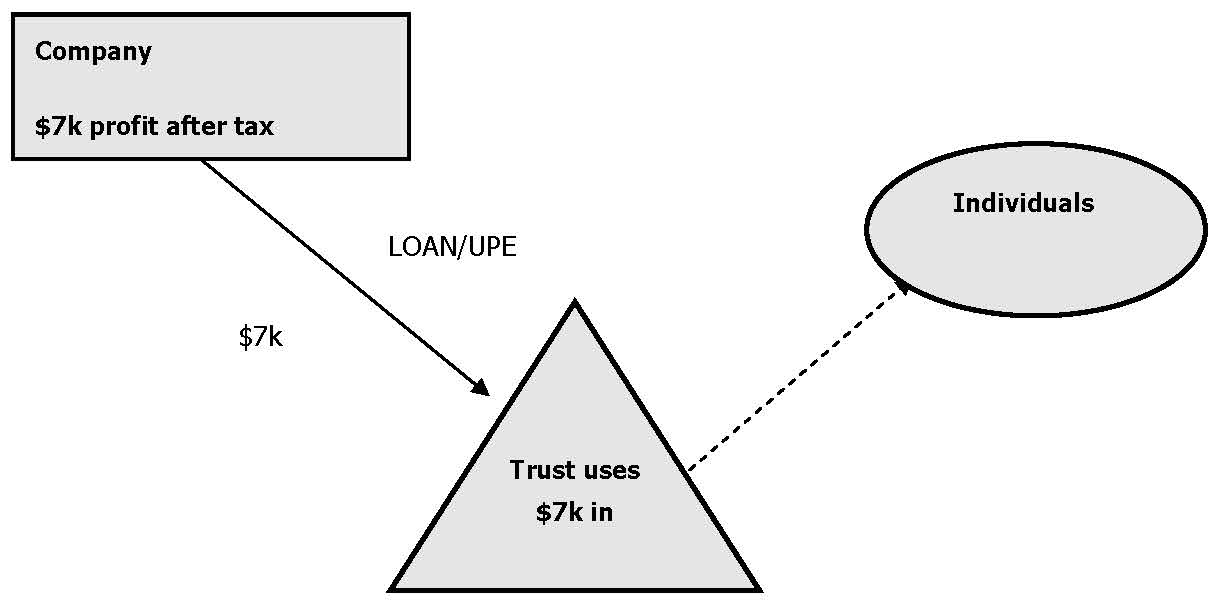 Company
$7k profit after tax
LOAN/UPE
$7k
Individuals
Trust uses
$7k in